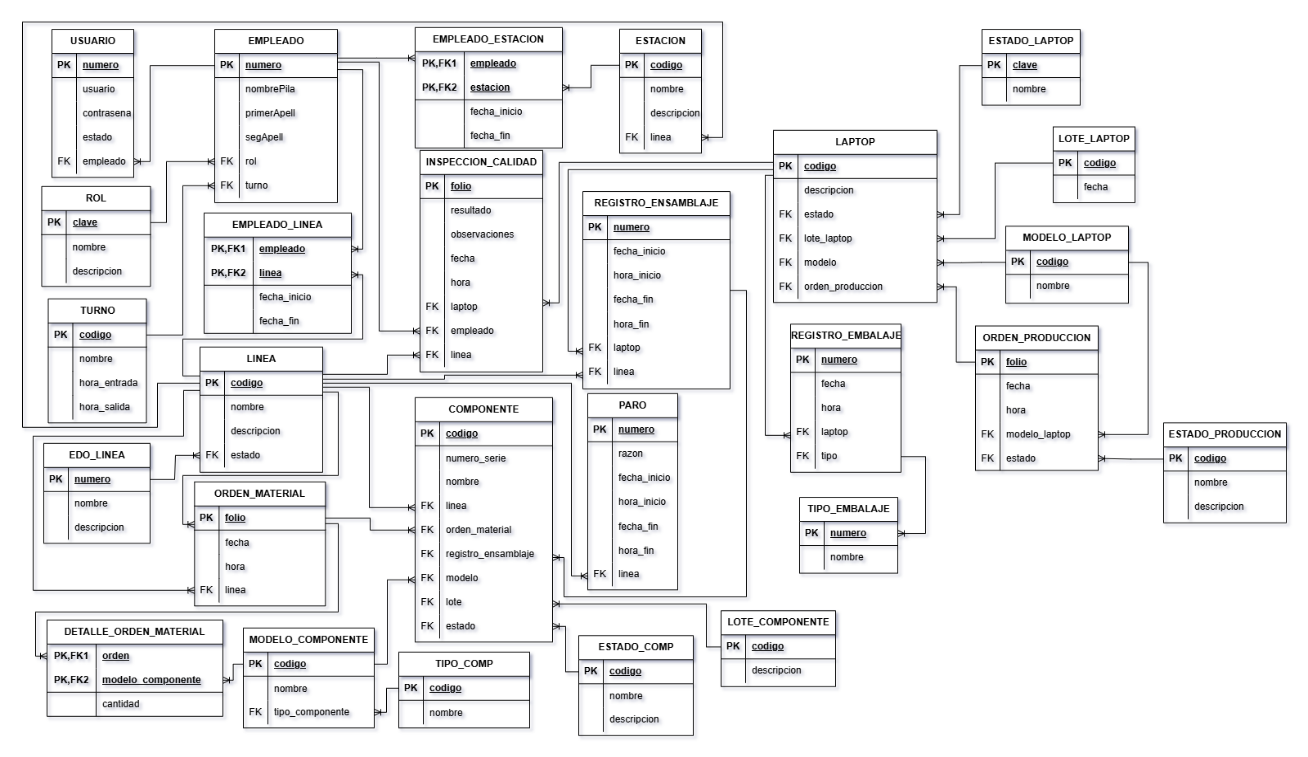 USUARIO
PK numero
usuario
contrasena
estado
FK empleado
EMPLEADO
PK numero
nombrePila
primerApell
segApell
FK rol
FK turno
EMPLEADO_ESTACION
PK,FK1 empleado
PK,FK2 estacion
fecha_inicio
fecha_fin
ESTACIÓN
PK codigo
nombre
descripcion
FK linea
ESTADO_LAPTOP
PK clave
nombre
LAPTOP
PK codigo
descripcion
FK estado
FK lote_laptop
FK modelo
FK orden_produccion
LOTE_LAPTOP
PK codigo
fecha
INSPECCION_CALIDAD
PK folio
resultado
observaciones
fecha
hora
FK laptop
FK empleado
FK linea
ROL
PK clave
nombre
descripcion
EMPLEADO_LINEA
PK,FK1 empleado
PK,FK2 linea
fecha_inicio
fecha_fin
REGISTRO_ENSAMBLAJE
PK numero
fecha_inicio
hora_inicio
fecha_fin
hora_fin
FK laptop
FK linea
MODELO_LAPTOP
PK codigo
nombre
TURNO
PK codigo
nombre
hora_entrada
hora_salida
LINEA
PK codigo
nombre
descripcion
FK estado
REGISTRO_EMBALAJE
PK numero
fecha
hora
FK laptop
FK tipo
ORDEN_PRODUCCION
PK folio
fecha
hora
FK modelo_laptop
FK estado
COMPONENTE
PK codigo
numero_serie
nombre
FK linea
FK orden_material
FK registro_ensamblaje
FK modelo
FK lote
FK estado
PARO
PK numero
razon
fecha_inicio
hora_inicio
fecha_fin
hora_fin
FK linea
ESTADO_PRODUCCION
PK codigo
nombre
descripcion
EDO_LINEA
PK numero
nombre
descripcion
ORDEN_MATERIAL
PK folio
fecha
hora
FK linea
TIPO_EMBALAJE
PK numero
nombre
DETALLE_ORDEN_MATERIAL
PK,FK1 orden
PK,FK2 modelo_componente
cantidad
MODELO_COMPONENTE
PK codigo
nombre
FK tipo_componente
TIPO_COMP
PK codigo
nombre
ESTADO_COMP
PK codigo
nombre
descripcion
LOTE_COMPONENTE
PK codigo
descripcion